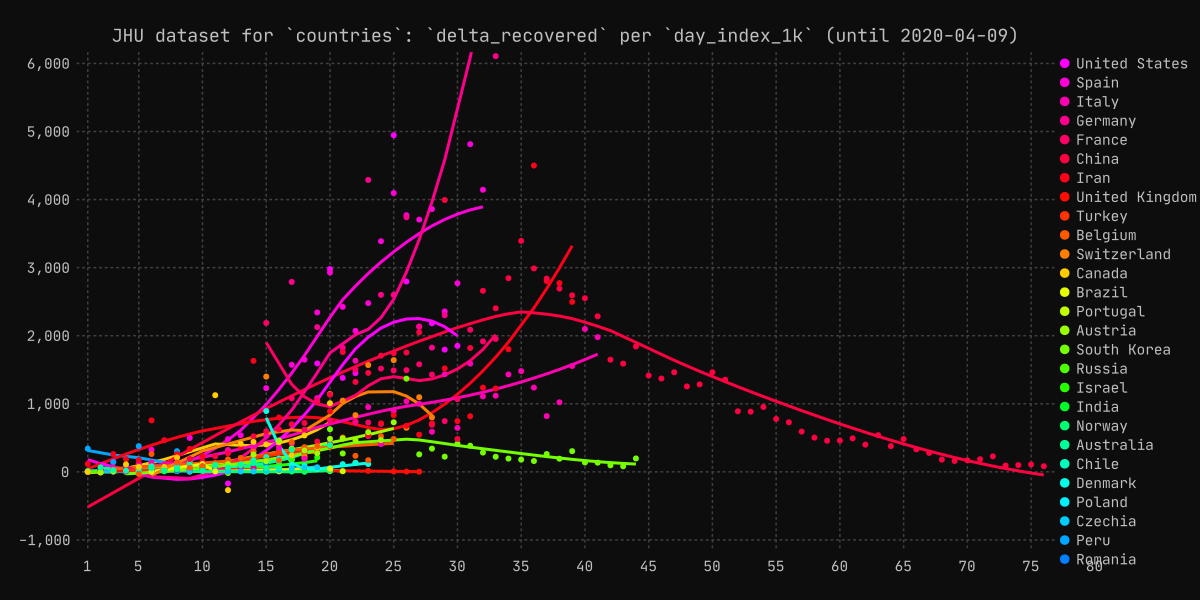 JHU dataset for `countries`: `delta_recovered` per `day_index_1k` (until 2020-04-09)
6,000
5,000
4,000
3,000
2,000
1,000
0
-1,000
1 5 10 15 20 25 30 35 40 45 50 55 60 65 70 75 80
United States
Spain
Italy
Germany
France
China
Iran
United Kingdom
Turkey
Belgium
Switzerland
Canada
Brazil
Portugal
Austria
South Korea
Russia
Israel
India
Norway
Australia
Chile
Denmark
Poland
Czechia
Peru
Romania